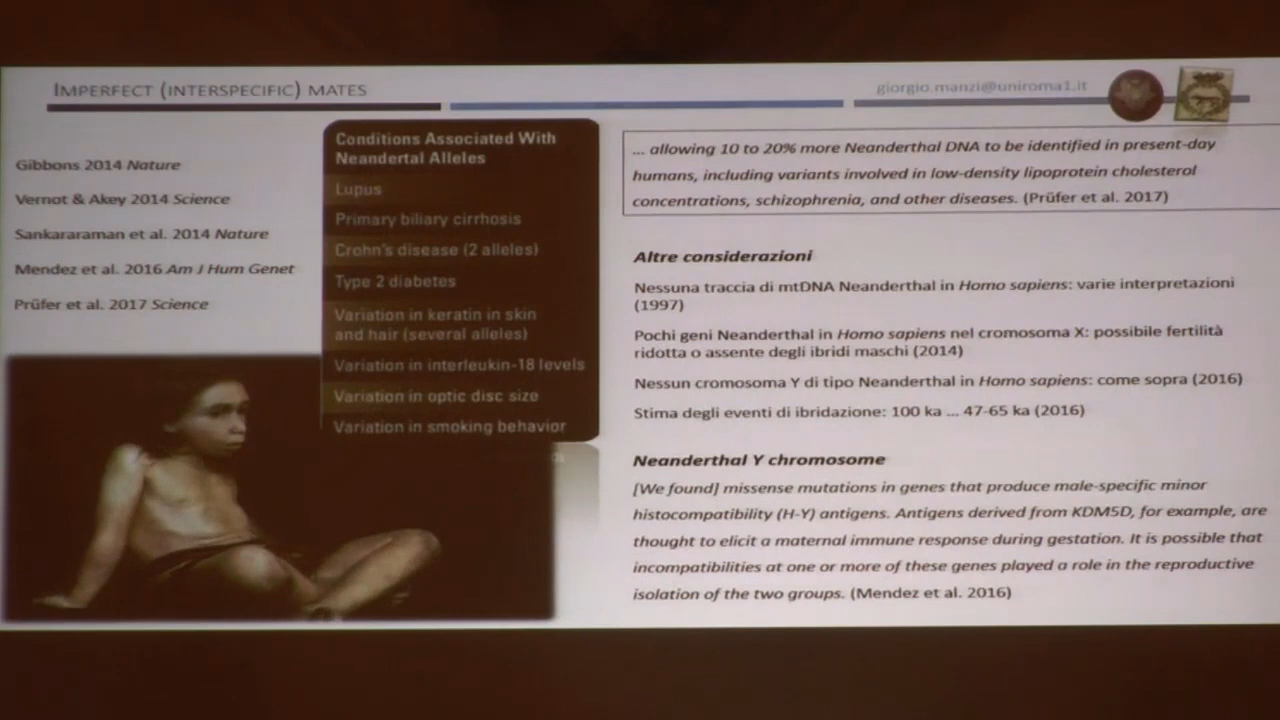 IMPERFECT (INTERSPECIFIC) MATES
giorgio.manzi@uniroma1.it
Gibbons 2014 Nature
Vernot & Akey 2014 Science
Sankararaman et al. 2014 Nature
Mendez et al. 2016 Am J Hum Genet
Prüfer et al. 2017 Science
Conditions Associated With
Neandertal Alleles
Lupus
Primary biliary cirrhosis
Crohn's disease (2 alleles)
Type 2 diabetes
Variation in keratin in skin
and hair (several alleles)
Variation in interleukin-18 levels
Variation in optic disc size
Variation in smoking behavior
... allowing 10 to 20% more Neanderthal DNA to be identified in present-day
humans, including variants involved in low-density lipoprotein cholesterol
concentrations, schizophrenia, and other diseases. (Prüfer et al. 2017)
Altre considerazioni
Nessuna traccia di mtDNA Neanderthal in Homo sapiens: varie interpretazioni
(1997)
Pochi geni Neanderthal in Homo sapiens nel cromosoma X: possibile fertilità
ridotta o assente degli ibridi maschi (2014)
Nessun cromosoma Y di tipo Neanderthal in Homo sapiens: come sopra (2016)
Stima degli eventi di ibridazione: 100 ka ... 47-65 ka (2016)
Neanderthal Y chromosome
[We found] missense mutations in genes that produce male-specific minor
histocompatibility (H-Y) antigens. Antigens derived from KDM5D, for example, are
thought to elicit a maternal immune response during gestation. It is possible that
incompatibilities at one or more of these genes played a role in the reproductive
isolation of the two groups. (Mendez et al. 2016)